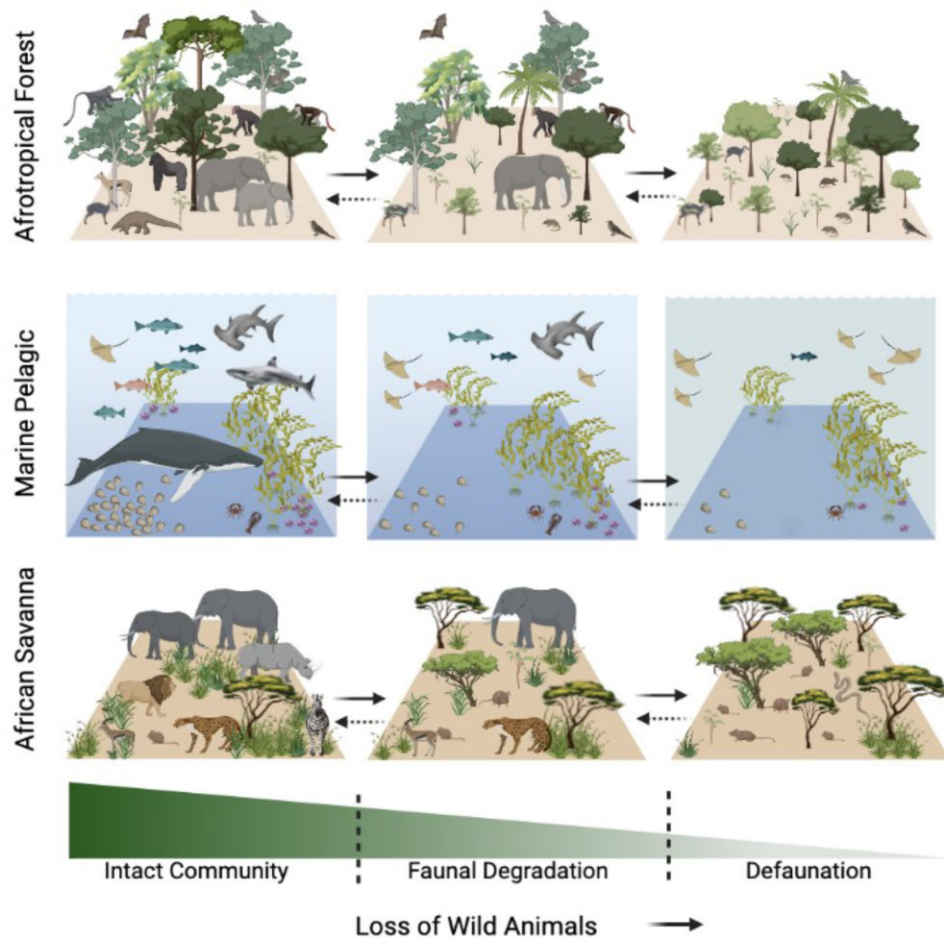 Afrotropical Forest
Marine Pelagic
African Savanna
Intact Community
Faunal Degradation
Defaunation
Loss of Wild Animals